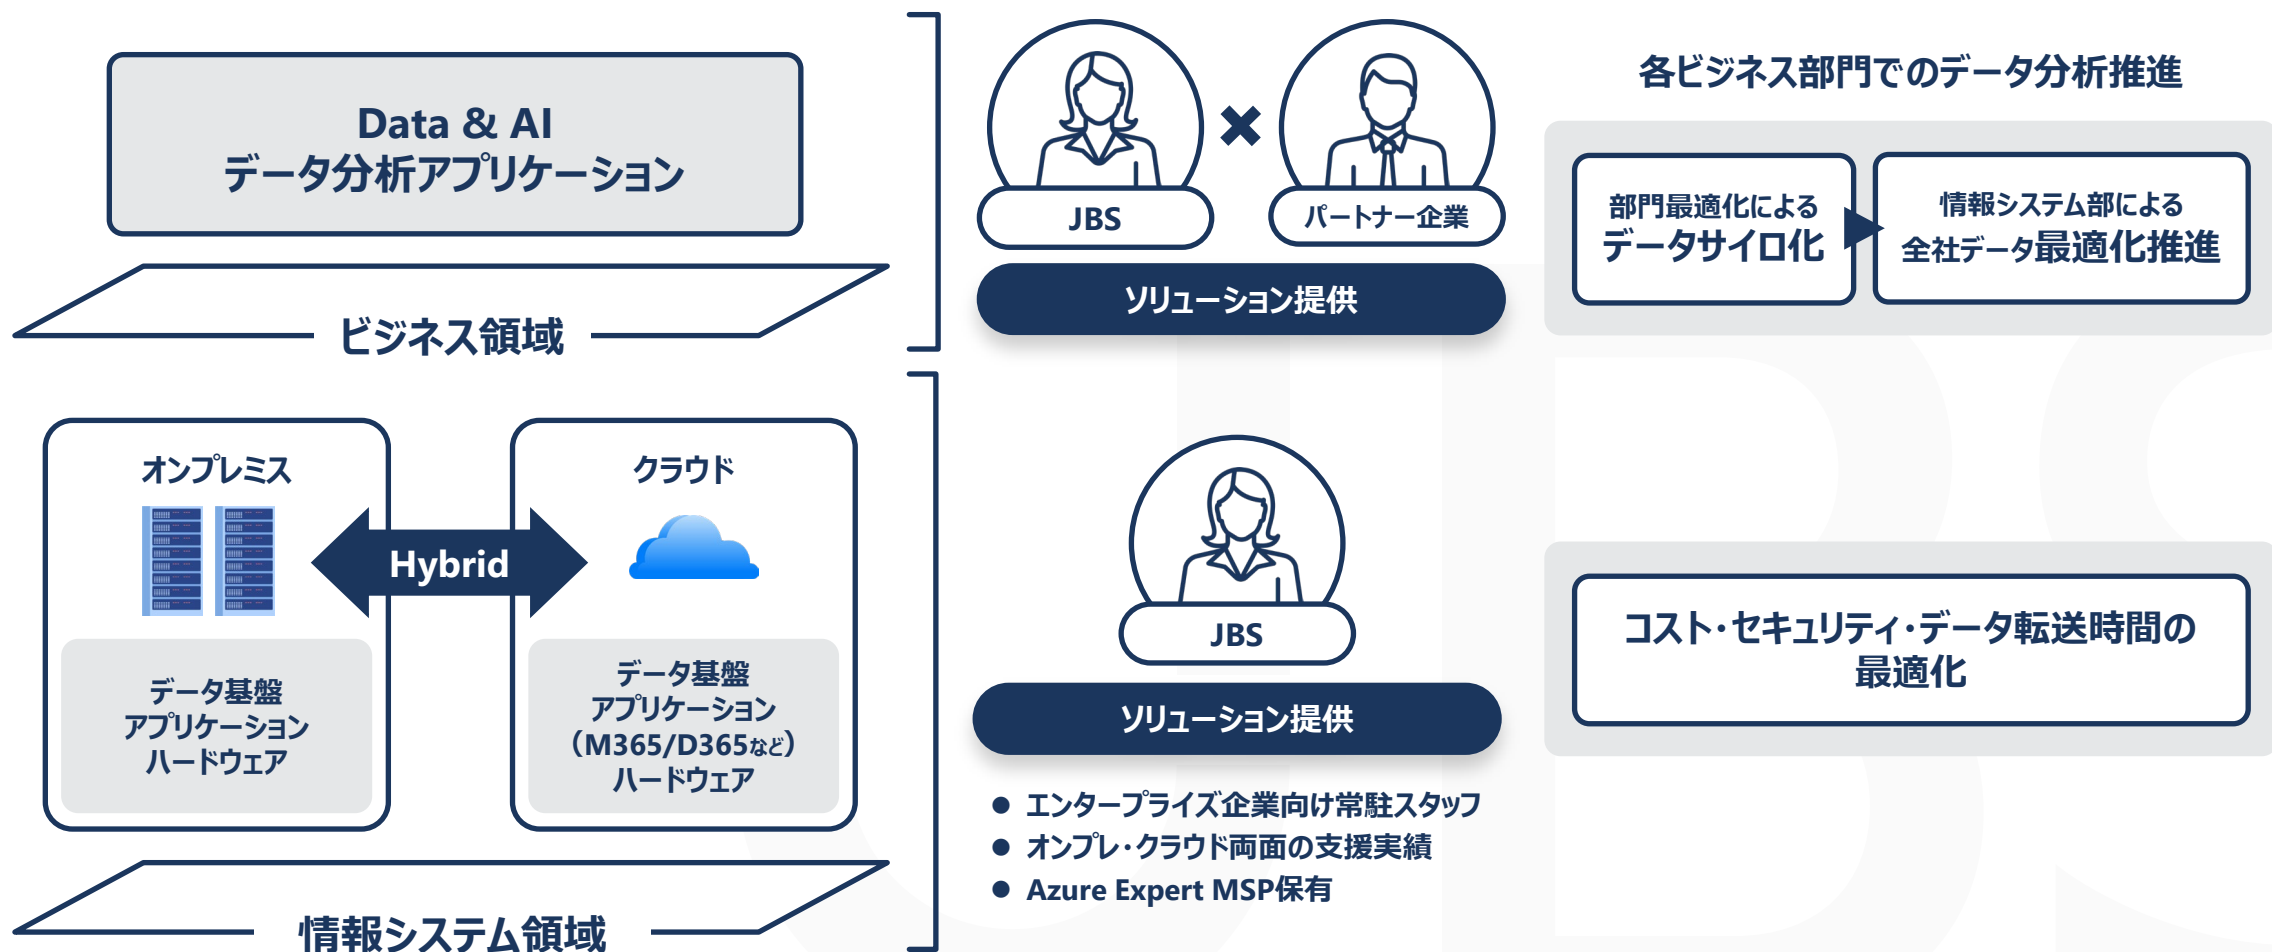 Data & AI
データ分析アプリケーション
ビジネス領域
JBS
パートナー企業
ソリューション提供
各ビジネス部門でのデータ分析推進
部門最適化による
データサイロ化
情報システム部による
全社データ最適化推進
オンプレミス
クラウド
Hybrid
データ基盤
アプリケーション
ハードウェア
データ基盤
アプリケーション
（M365/D365など）
ハードウェア
情報システム領域
JBS
ソリューション提供
● エンタープライズ企業向け常駐スタッフ
● オンプレ・クラウド両面の支援実績
● Azure Expert MSP保有
コスト・セキュリティ・データ転送時間の
最適化
JBS